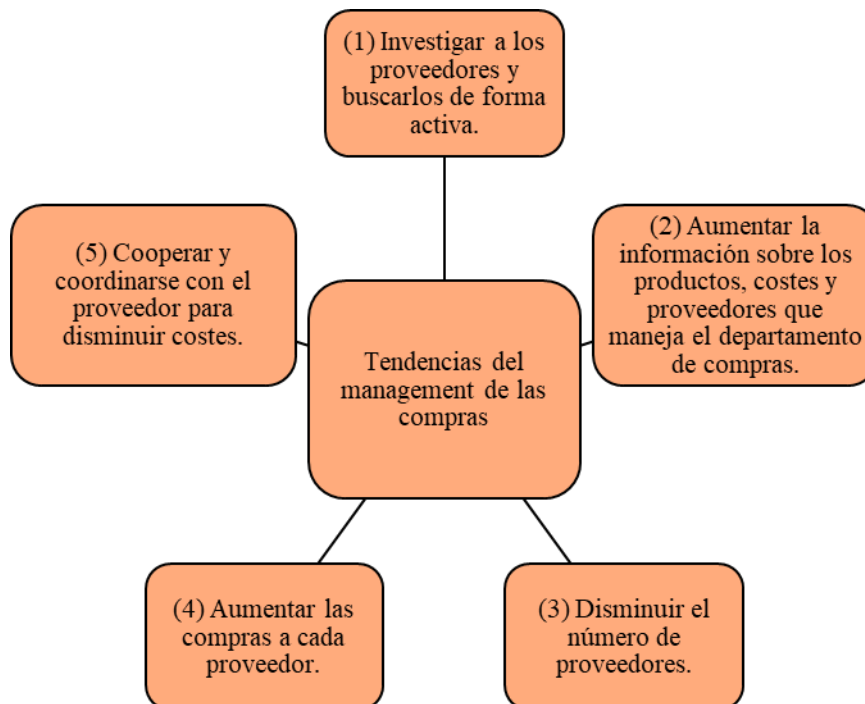 (1) Investigar a los
proveedores y
buscarlos de forma
activa.
(2) Aumentar la
información sobre los
productos, costes y
proveedores que
maneja el departamento
de compras.
(3) Disminuir el
número de
proveedores.
(4) Aumentar las
compras a cada
proveedor.
(5) Cooperar y
coordinarse con el
proveedor para
disminuir costes.
Tendencias del
management de las
compras